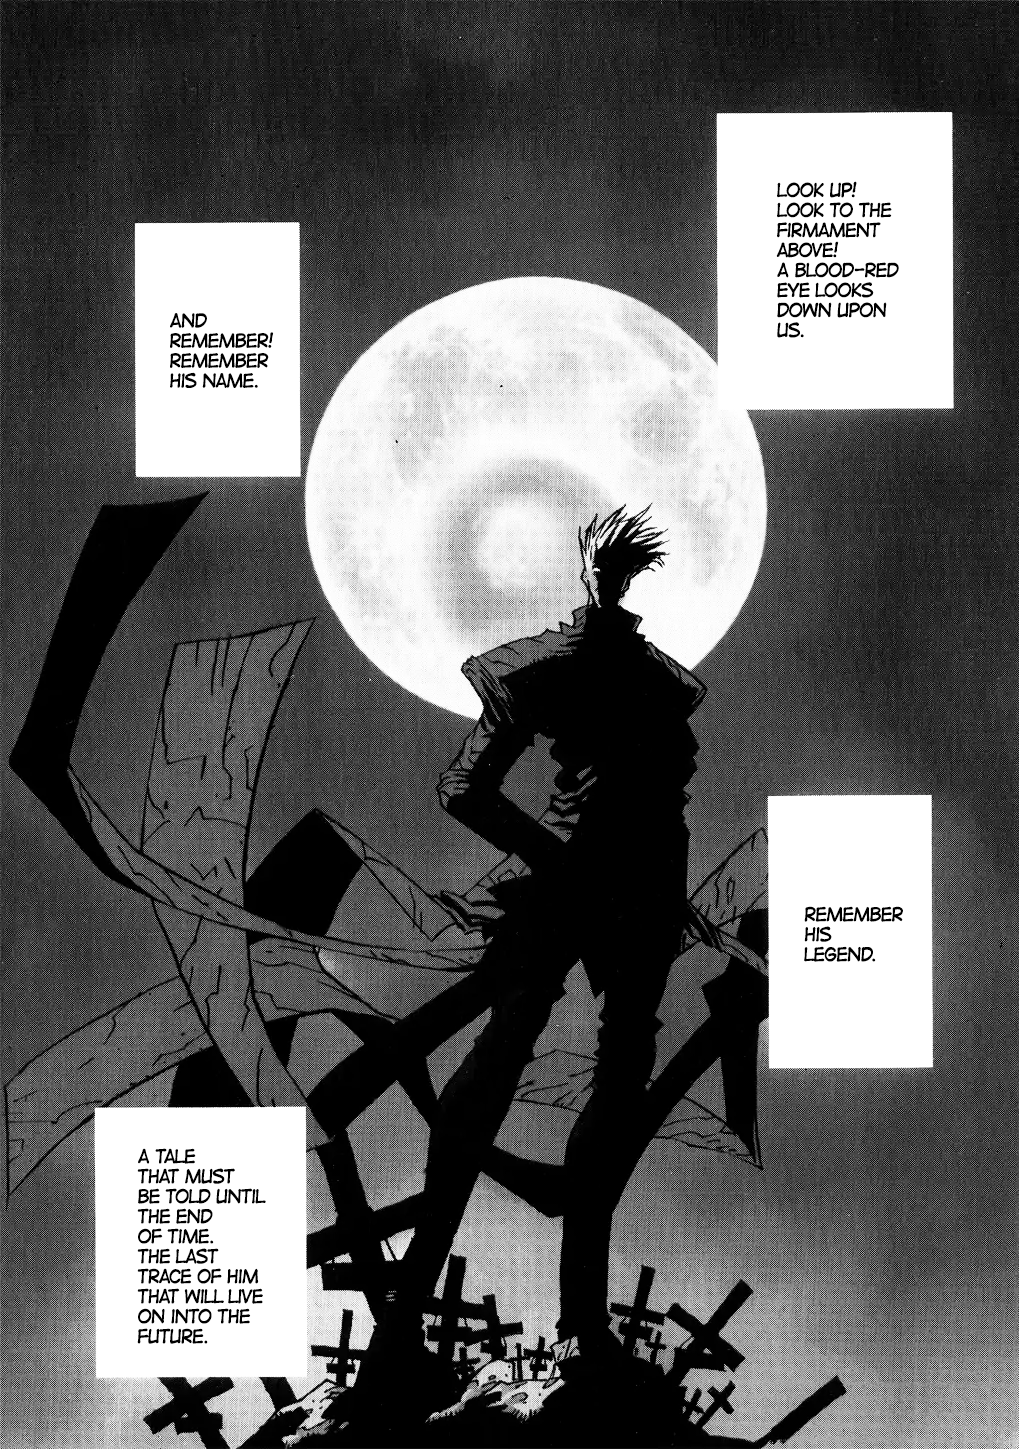 LOOK UP!
LOOK TO THE
FIRMAMENT
ABOVE!
A BLOOD-RED
EYE LOOKS
DOWN UPON
US.
AND
REMEMBER!
REMEMBER
HIS NAME.
REMEMBER
HIS
LEGEND.
A TALE
THAT MUST
BE TOLD UNTIL
THE END
OF TIME.
THE LAST
TRACE OF HIM
THAT WILL LIVE
ON INTO THE
FUTURE.